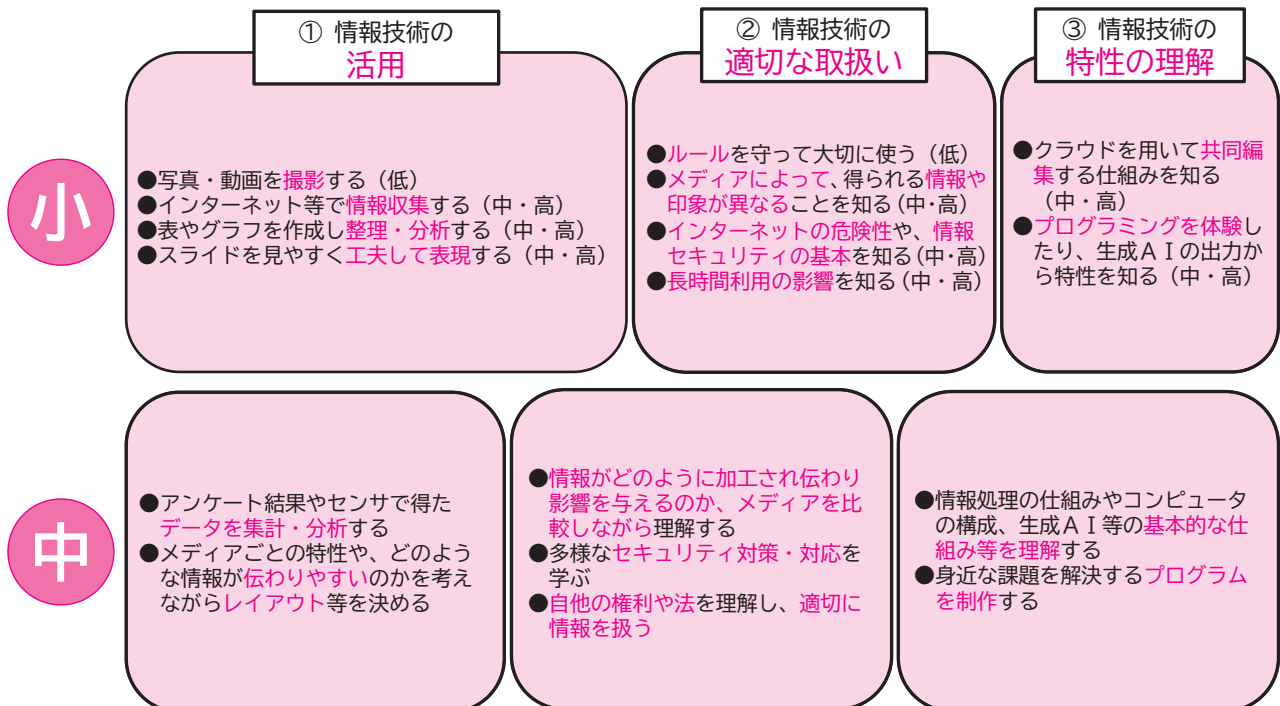 ① 情報技術の
活用
② 情報技術の
適切な取扱い
③ 情報技術の
特性の理解
小
●写真・動画を撮影する（低）
●インターネット等で情報収集する（中・高）
●表やグラフを作成し整理・分析する（中・高）
●スライドを見やすく工夫して表現する（中・高）
●ルールを守って大切に使う（低）
●メディアによって、得られる情報や
印象が異なることを知る（中・高）
●インターネットの危険性や、情報
セキュリティの基本を知る（中・高）
●長時間利用の影響を知る（中・高）
●クラウドを用いて共同編
集する仕組みを知る
（中・高）
●プログラミングを体験し
たり、生成ＡＩの出力か
ら特性を知る（中・高）
中
●アンケート結果やセンサで得た
データを集計・分析する
●メディアごとの特性や、どのよう
な情報が伝わりやすいのかを考え
ながらレイアウト等を決める
●情報がどのように加工され伝わり
影響を与えるのか、メディアを比
較しながら理解する
●多様なセキュリティ対策・対応を
学ぶ
●自他の権利や法を理解し、適切に
情報を扱う
●情報処理の仕組みやコンピュータ
の構成、生成ＡＩ等の基本的な仕
組み等を理解する
●身近な課題を解決するプログラム
を制作する